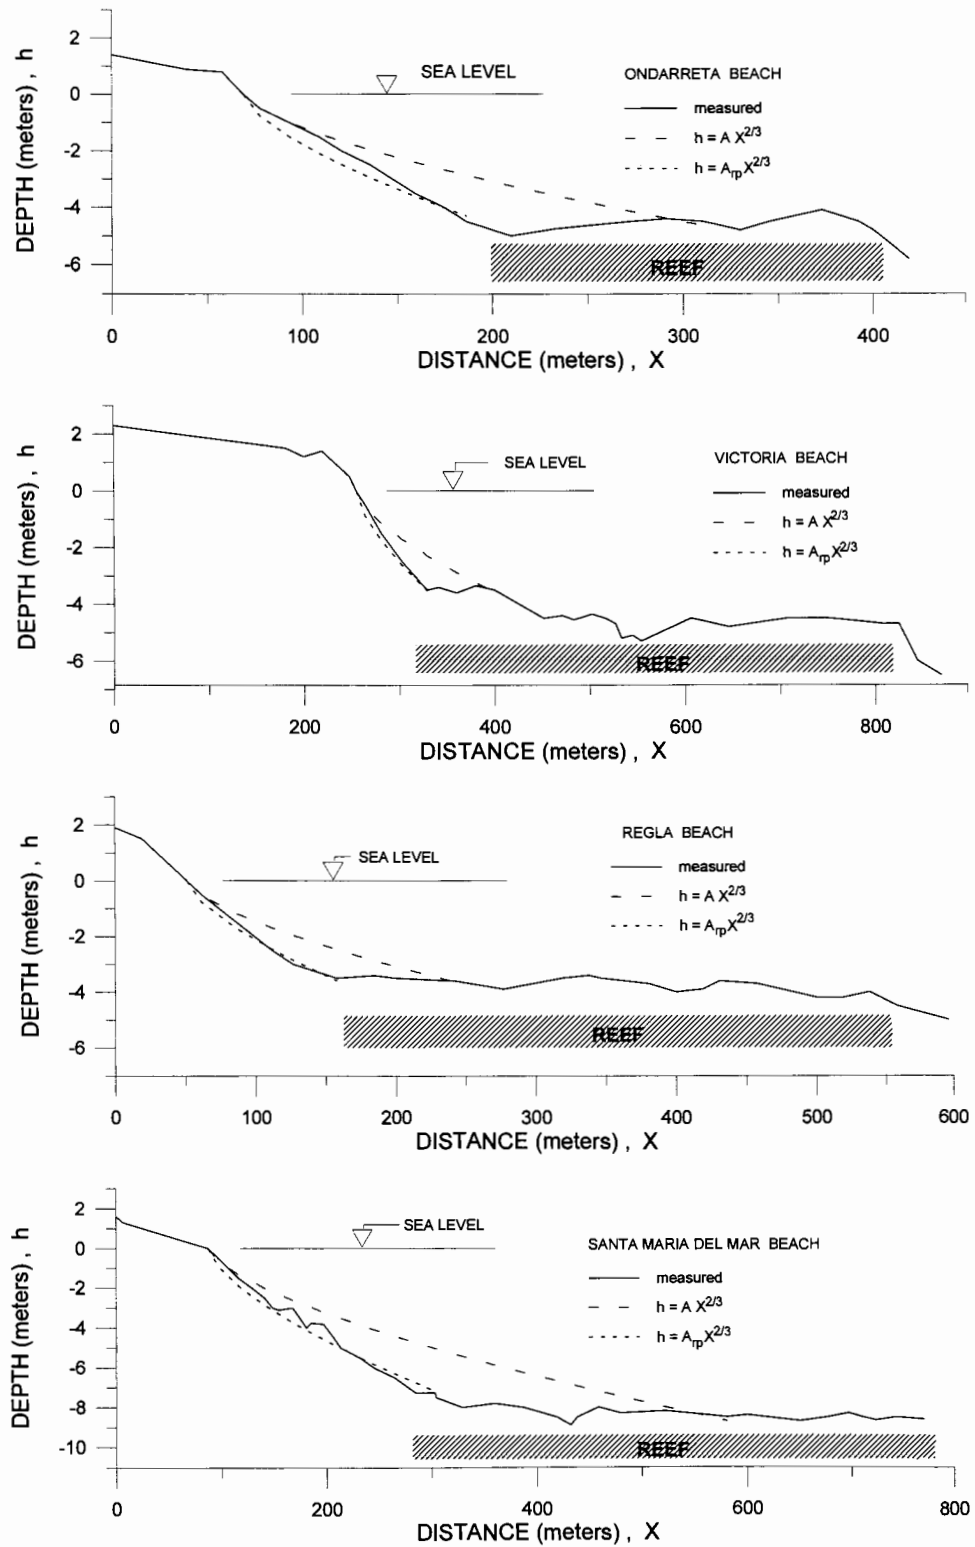 DEPTH (meters) , h
2
0
-2
-4
-6
SEA LEVEL
ONDARRETA BEACH
measured
h = A X2/3
h = ArpX2/3
REEF
0
100
200
300
400
DISTANCE (meters) , X
DEPTH (meters) , h
2
0
-2
-4
-6
SEA LEVEL
VICTORIA BEACH
measured
h = A X2/3
h = ArpX2/3
REEF
0
200
400
600
800
DISTANCE (meters) , X
DEPTH (meters) , h
2
0
-2
-4
-6
SEA LEVEL
REGLA BEACH
measured
h = A X2/3
h = ArpX2/3
REEF
0
100
200
300
400
500
600
DISTANCE (meters) , X
DEPTH (meters) , h
2
0
-2
-4
-6
-8
-10
SEA LEVEL
SANTA MARIA DEL MAR BEACH
measured
h = A X2/3
h = ArpX2/3
REEF
0
200
400
600
800
DISTANCE (meters) , X